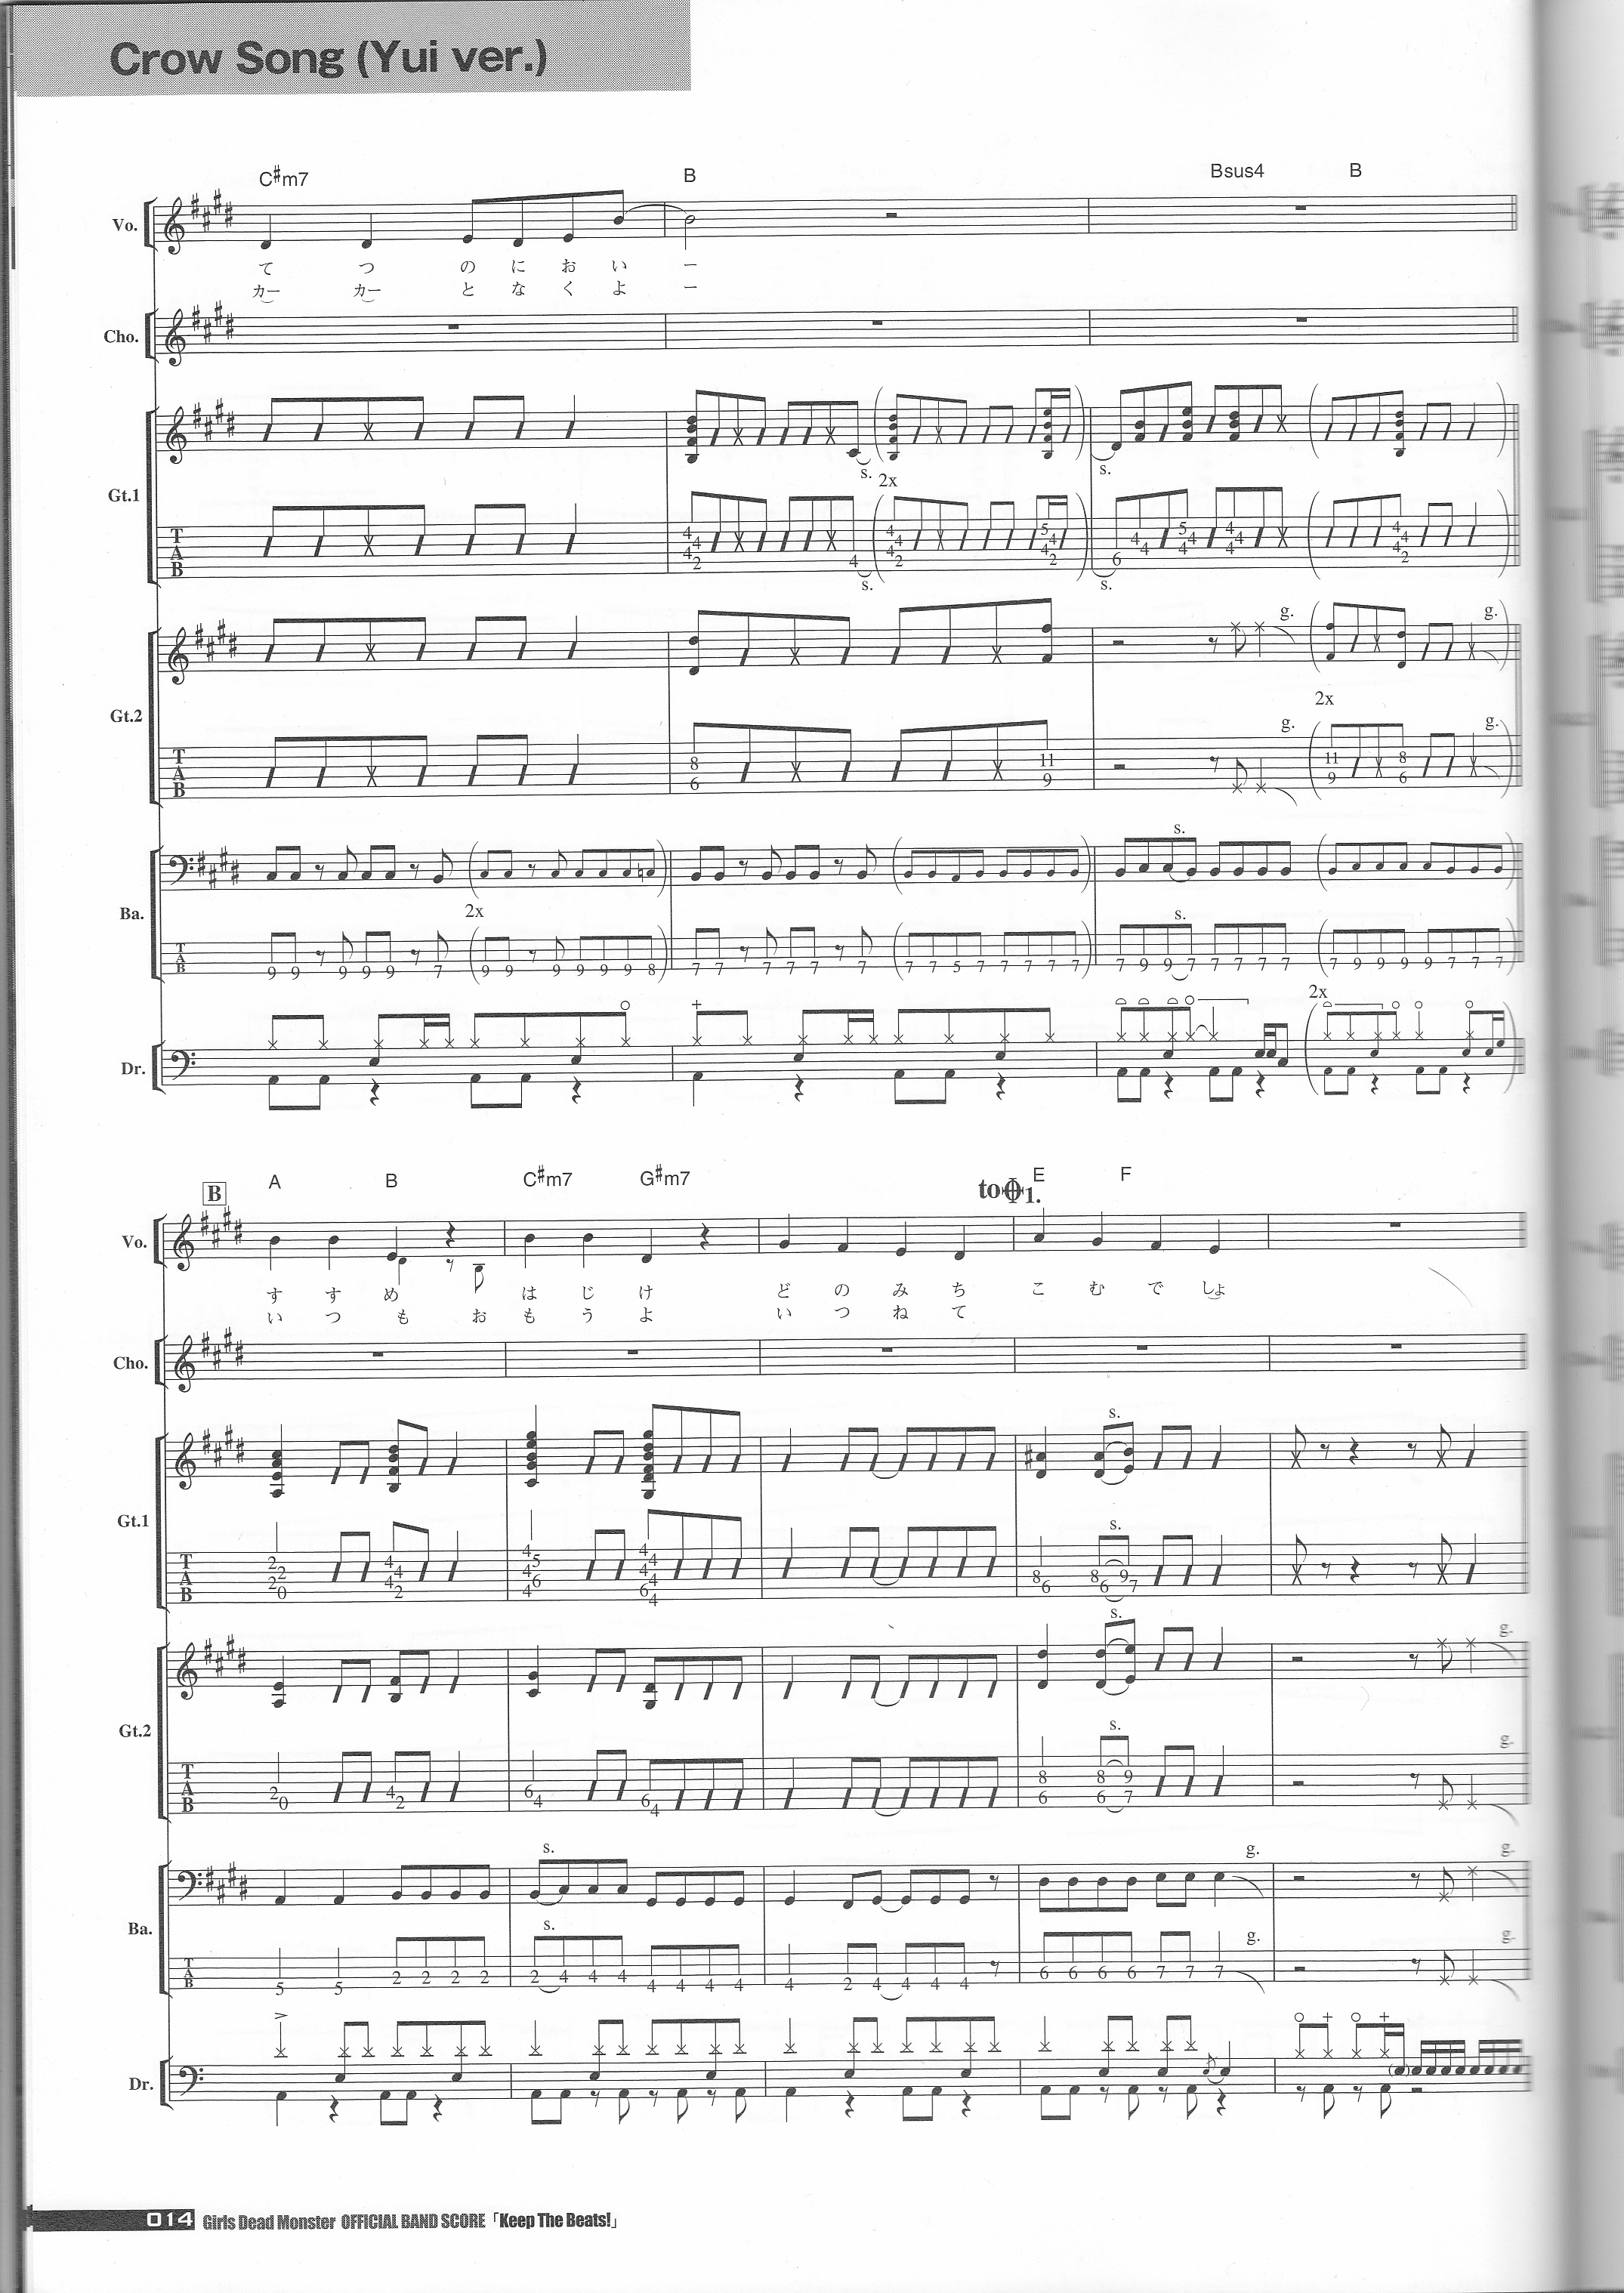 Crow Song (Yui ver.)
C#m7 B Bsus4 B
Vo.
て つ の に お い ー
カー カー と な く よ ー
Cho.
s. 2x s.
Gt.1
T A B
4 4 4 2 4 4 4 4 2 5 4 4 2 6 4 4 5 4 4 4 4 4 4 4 4 2
s. s.
g. g.
Gt.2
2x
g. g.
T A B
8 6 11 9 11 9 8 6
s.
Ba.
2x s.
T A B
9 9 9 9 9 7 9 9 9 9 9 9 8 7 7 7 7 7 7 7 7 5 7 7 7 7 7 7 9 9 7 7 7 7 7 7 9 9 9 9 7 7 7
2x
Dr.
B A B C#m7 G#m7 to 1. E F
Vo.
す す め は じ け ど の み ち こ む で しょ
い つ も お も う よ い つ ね て
Cho.
s.
Gt.1
s.
T A B
2 2 2 0 4 4 4 2 4 5 4 6 4 4 4 4 4 6 4 8 6 8 6 9 7
s. g.
Gt.2
s. g.
T A B
2 0 4 2 6 4 6 4 8 6 8 6 9 7
s. g. g.
Ba.
s. g. g.
T A B
5 5 2 2 2 2 2 4 4 4 4 4 4 4 4 2 4 4 4 4 6 6 6 6 7 7 7
Dr.
014 Girls Dead Monster OFFICIAL BAND SCORE「Keep The Beats!」